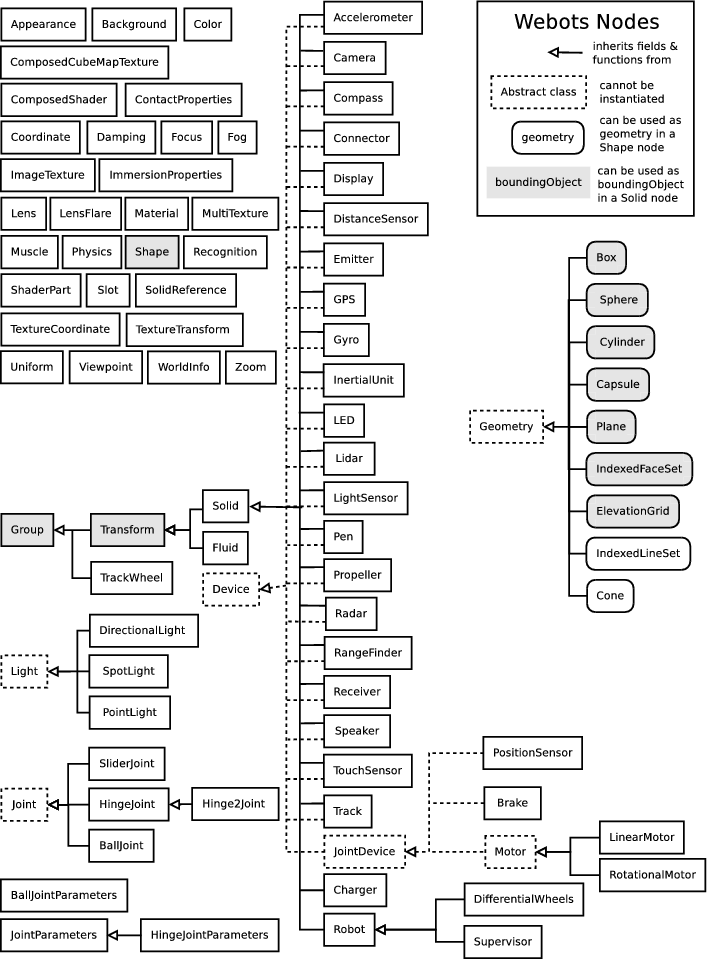 Appearance
Background
Color
ComposedCubeMapTexture
ComposedShader
ContactProperties
Coordinate
Damping
Focus
Fog
ImageTexture
ImmersionProperties
Lens
LensFlare
Material
MultiTexture
Muscle
Physics
Shape
Recognition
ShaderPart
Slot
SolidReference
TextureCoordinate
TextureTransform
Uniform
Viewpoint
WorldInfo
Zoom
Group
Transform
Solid
Fluid
TrackWheel
Device
Light
DirectionalLight
SpotLight
PointLight
Joint
SliderJoint
HingeJoint
Hinge2Joint
BallJoint
BallJointParameters
JointParameters
HingeJointParameters
Accelerometer
Camera
Compass
Connector
Display
DistanceSensor
Emitter
GPS
Gyro
InertialUnit
LED
Lidar
LightSensor
Pen
Propeller
Radar
RangeFinder
Receiver
Speaker
TouchSensor
Track
JointDevice
Charger
Robot
PositionSensor
Brake
Motor
LinearMotor
RotationalMotor
DifferentialWheels
Supervisor
Webots Nodes
inherits fields &
functions from
Abstract class
cannot be
instantiated
geometry
can be used as
geometry in a
Shape node
boundingObject
can be used as
boundingObject
in a Solid node
Geometry
Box
Sphere
Cylinder
Capsule
Plane
IndexedFaceSet
ElevationGrid
IndexedLineSet
Cone